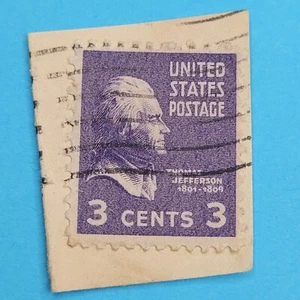 UNITED
STATES
POSTAGE
THOMAS
JEFFERSON
1801-1809
3 CENTS 3